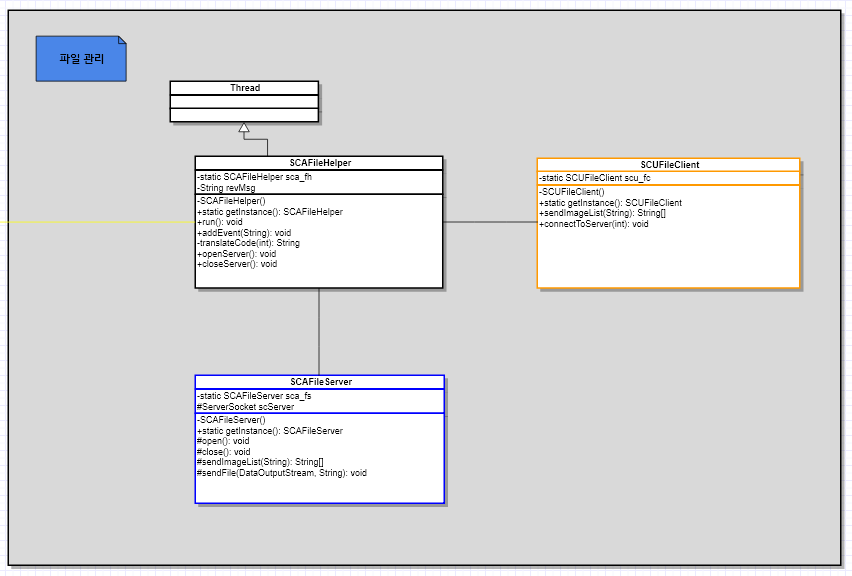 파일 관리
Thread
SCAFileHelper
-static SCAFileHelper sca_fh
-String revMsg
-SCAFileHelper()
+static getInstance(): SCAFileHelper
+run(): void
+addEvent(String): void
-translateCode(int): String
+openServer(): void
+closeServer(): void
SCUFileClient
-static SCUFileClient scu_fc
-SCUFileClient()
+static getInstance(): SCUFileClient
+sendImageList(String): String[]
+connectToServer(int): void
SCAFileServer
-static SCAFileServer sca_fs
#ServerSocket scServer
-SCAFileServer()
+static getInstance(): SCAFileServer
#open(): void
#close(): void
#sendImageList(String): String[]
#sendFile(DataOutputStream, String): void